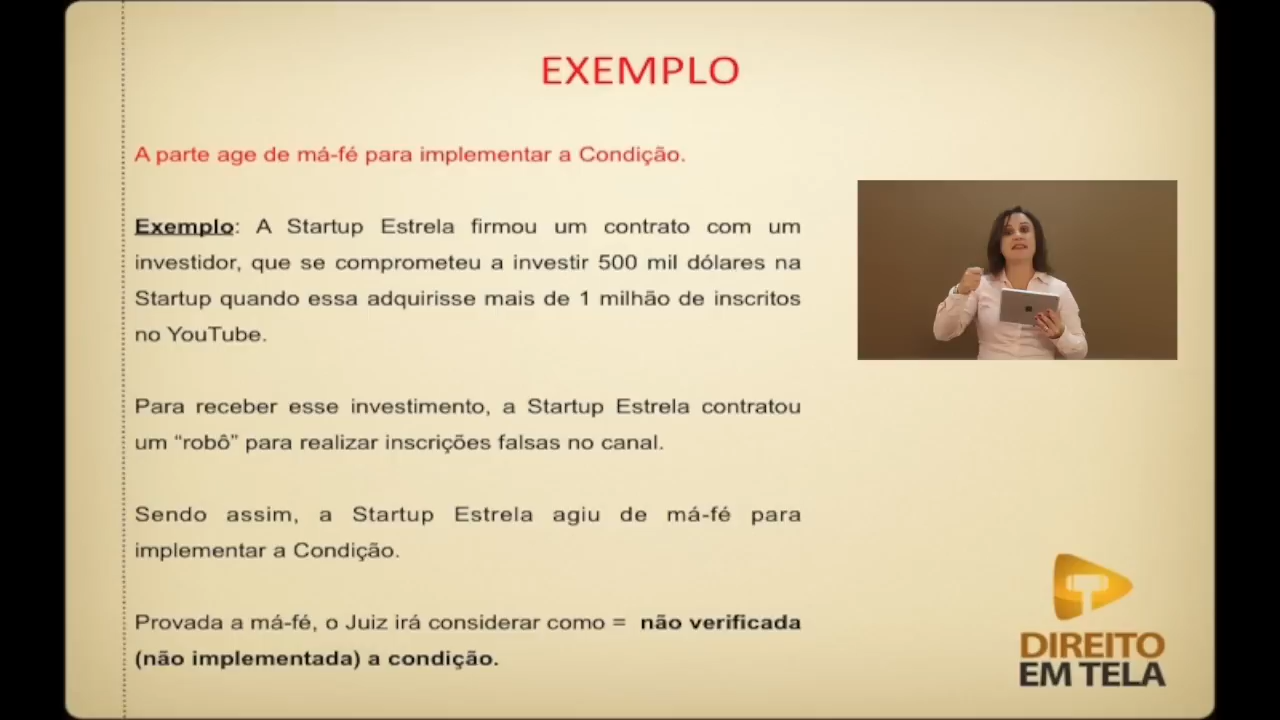 EXEMPLO
A parte age de má-fé para implementar a Condição.
Exemplo: A Startup Estrela firmou um contrato com um
investidor, que se comprometeu a investir 500 mil dólares na
Startup quando essa adquirisse mais de 1 milhão de inscritos
no YouTube.
Para receber esse investimento, a Startup Estrela contratou
um “robô” para realizar inscrições falsas no canal.
Sendo assim, a Startup Estrela agiu de má-fé para
implementar a Condição.
Provada a má-fé, o Juiz irá considerar como = não verificada
(não implementada) a condição.
DIREITO
EM TELA